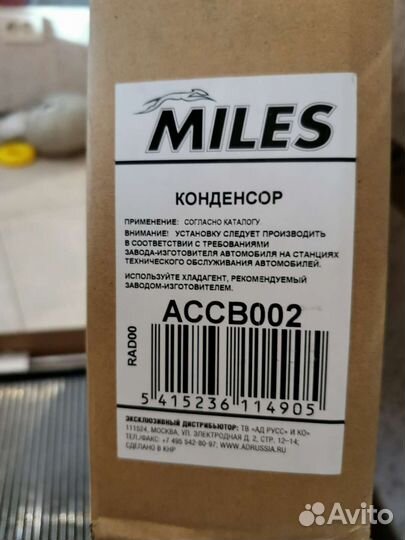 MILES
КОНДЕНСОР
ПРИМЕНЕНИЕ: СОГЛАСНО КАТАЛОГУ
ВНИМАНИЕ! УСТАНОВКУ СЛЕДУЕТ ПРОИЗВОДИТЬ
В СООТВЕТСТВИИ С ТРЕБОВАНИЯМИ
ЗАВОДА-ИЗГОТОВИТЕЛЯ АВТОМОБИЛЯ НА СТАНЦИЯХ
ТЕХНИЧЕСКОГО ОБСЛУЖИВАНИЯ АВТОМОБИЛЕЙ.
ИСПОЛЬЗУЙТЕ ХЛАДАГЕНТ, РЕКОМЕНДУЕМЫЙ
ЗАВОДОМ-ИЗГОТОВИТЕЛЕМ.
ACCB002
RAD00
5 415236 114905
ЭКСКЛЮЗИВНЫЙ ДИСТРИБЬЮТОР: ТВ "АД РУСС" И КО"
111524, МОСКВА, УЛ. ЭЛЕКТРОДНАЯ Д. 2, СТР. 12-14;
ТЕЛ./ФАКС: +7 495 542-80-97; WWW.ADRUSSIA.RU
СДЕЛАНО В КНР
Avito